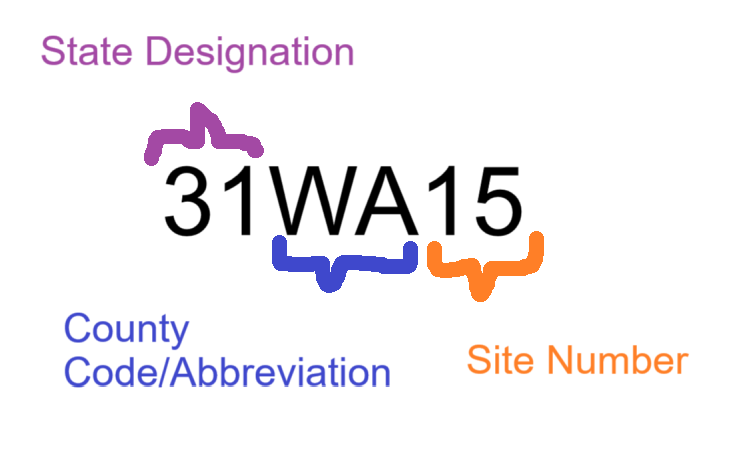 State Designation
31WA15
County
Code/Abbreviation
Site Number